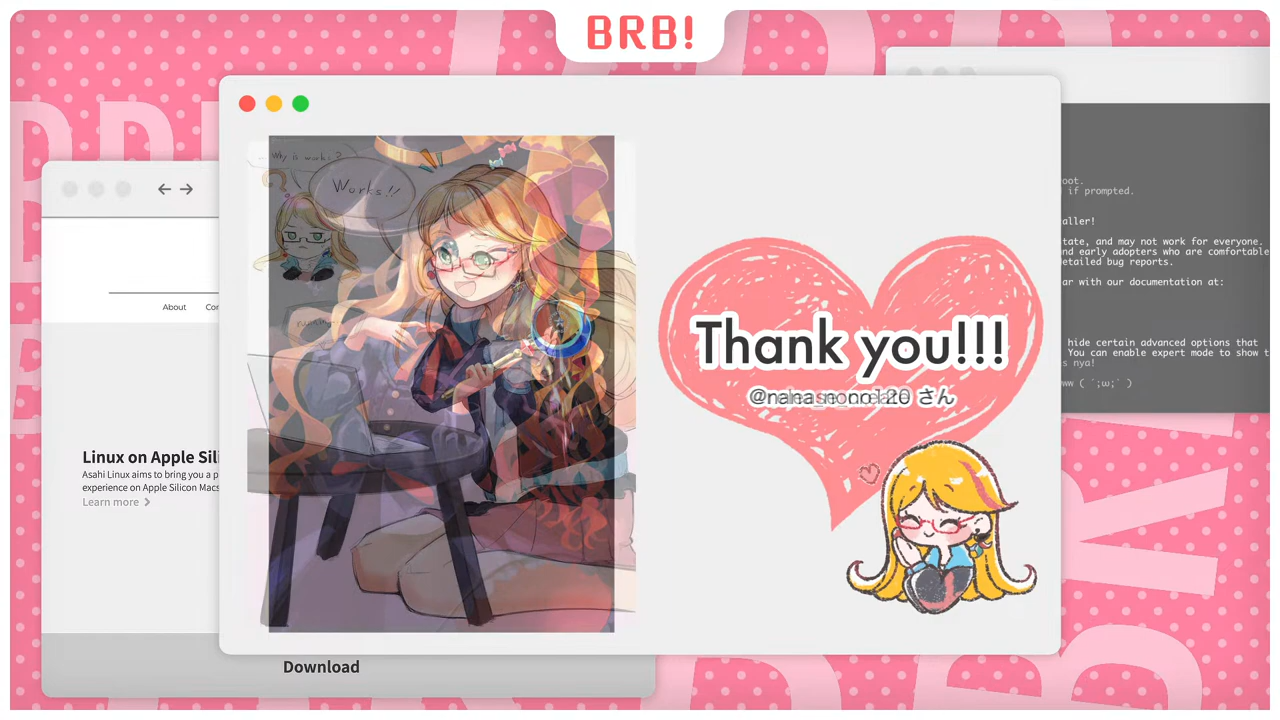 BRB!
Why is works?
Works!!
About
Linux on Apple Sili
Asahi Linux aims to bring you a p
experience on Apple Silicon Macs
Learn more
Download
Thank you!!!
さん
oot.
if prompted.
aller!
tate, and may not work for everyone.
nd early adopters who are comfortable
etailed bug reports.
ar with our documentation at:
hide certain advanced options that
You can enable expert mode to show t
s nya!
ww ( ´;ω;` )